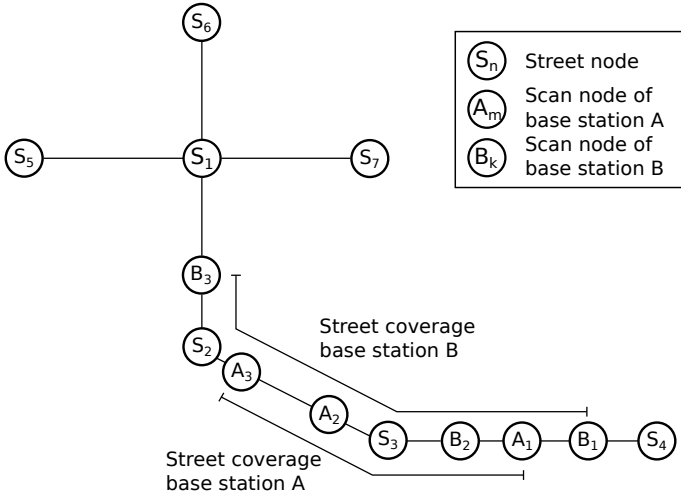 S6
Sn Street node
Am Scan node of
base station A
Bk Scan node of
base station B
S5
S1
S7
B3
Street coverage
base station B
S2
A3
A2
S3
B2
A1
B1
S4
Street coverage
base station A